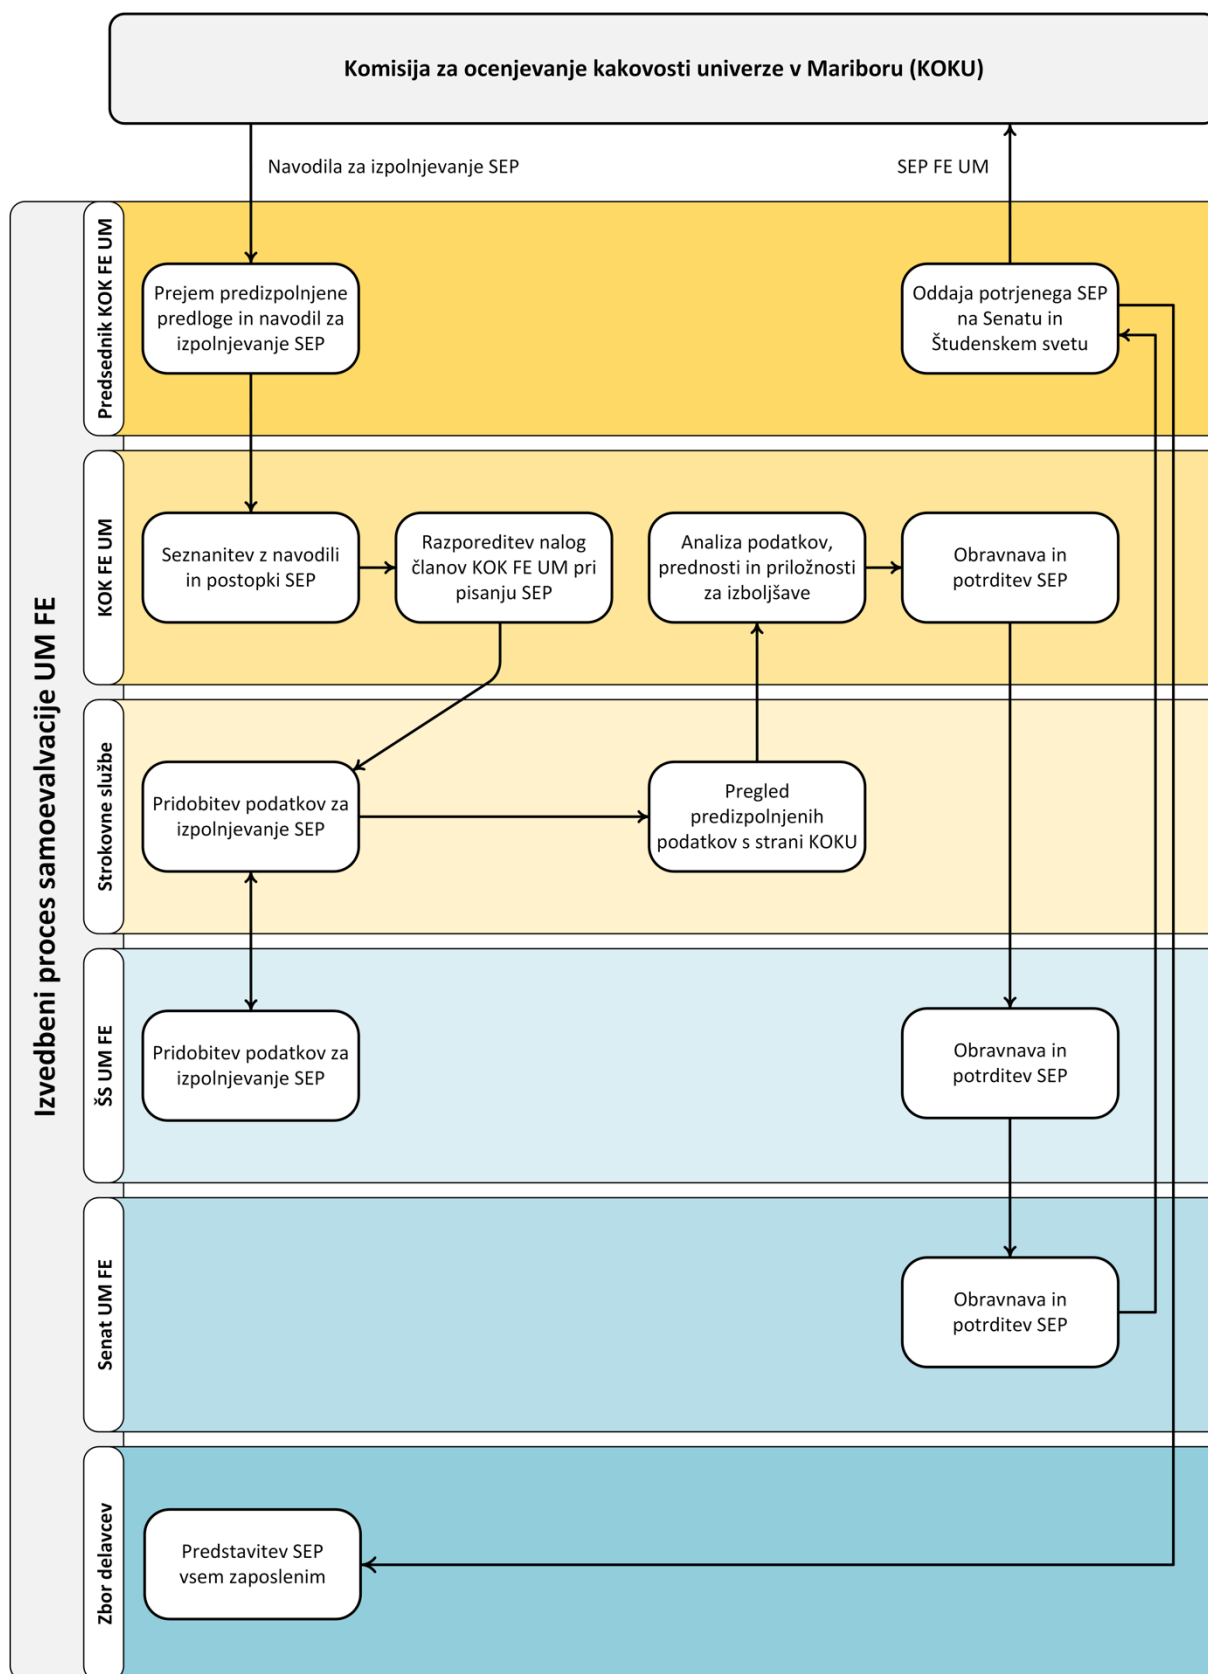 Komisija za ocenjevanje kakovosti univerze v Mariboru (KOKU)
Navodila za izpolnjevanje SEP
SEP FE UM
Izvedbeni proces samoevalvacije UM FE
Predsednik KOK FE UM
Prejem predizpolnjene
predloge in navodil za
izpolnjevanje SEP
Oddaja potrjenega SEP
na Senatu in
Študenskem svetu
KOK FE UM
Seznanitev z navodili
in postopki SEP
Razporeditev nalog
članov KOK FE UM pri
pisanju SEP
Analiza podatkov,
prednosti in priložnosti
za izboljšave
Obravnava in
potrditev SEP
Strokovne službe
Pridobitev podatkov za
izpolnjevanje SEP
Pregled
predizpolnjenih
podatkov s strani KOKU
ŠS UM FE
Pridobitev podatkov za
izpolnjevanje SEP
Obravnava in
potrditev SEP
Senat UM FE
Obravnava in
potrditev SEP
Zbor delavcev
Predstavitev SEP
vsem zaposlenim